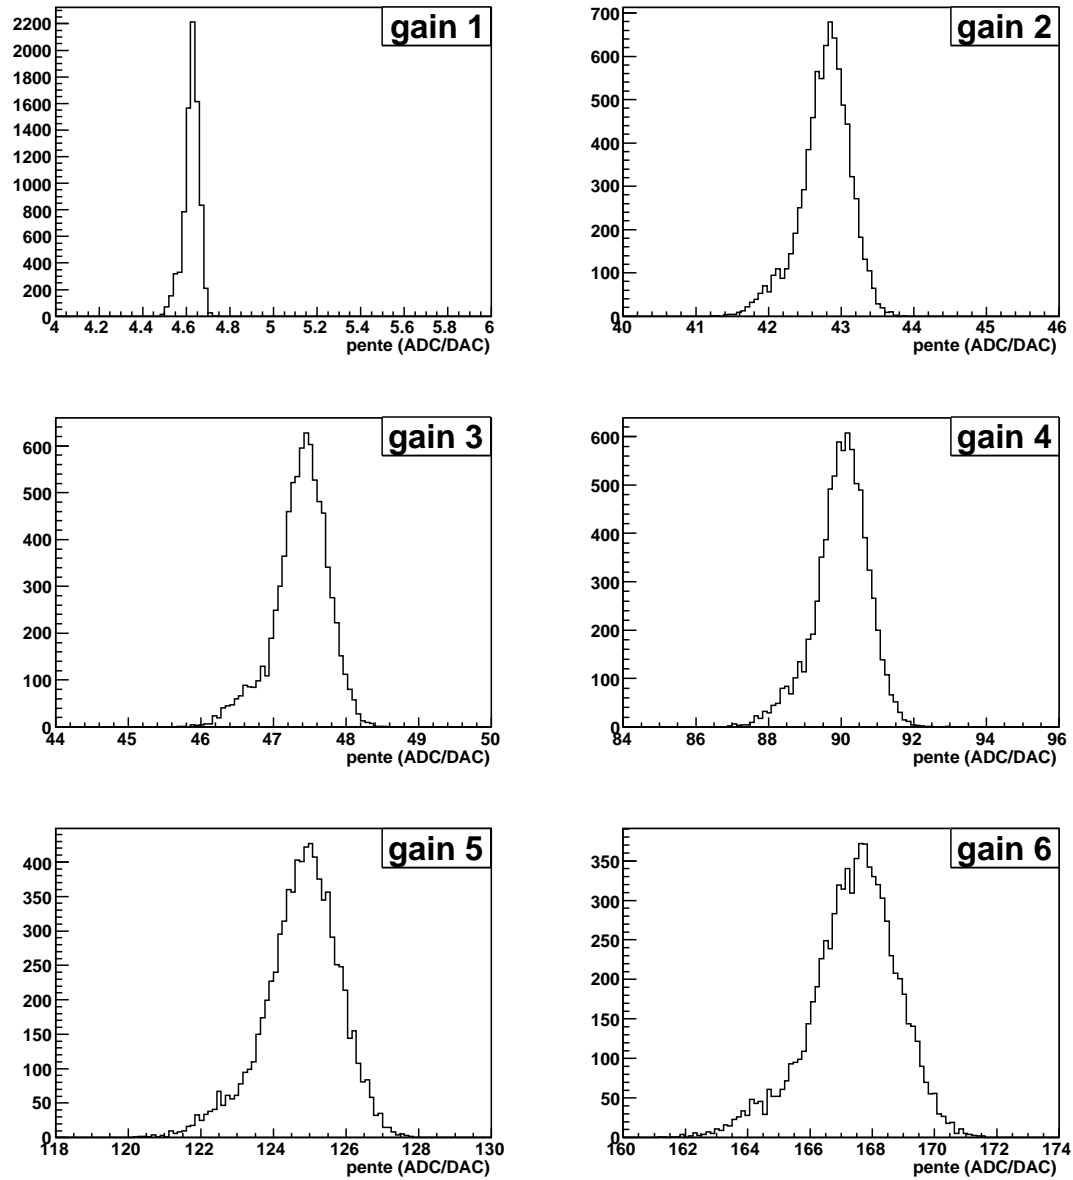 gain 1
2200
2000
1800
1600
1400
1200
1000
800
600
400
200
0
4 4.2 4.4 4.6 4.8 5 5.2 5.4 5.6 5.8 6
pente (ADC/DAC)
gain 2
700
600
500
400
300
200
100
0
40 41 42 43 44 45 46
pente (ADC/DAC)
gain 3
600
500
400
300
200
100
0
44 45 46 47 48 49 50
pente (ADC/DAC)
gain 4
600
500
400
300
200
100
0
84 86 88 90 92 94 96
pente (ADC/DAC)
gain 5
400
350
300
250
200
150
100
50
0
118 120 122 124 126 128 130
pente (ADC/DAC)
gain 6
350
300
250
200
150
100
50
0
160 162 164 166 168 170 172 174
pente (ADC/DAC)